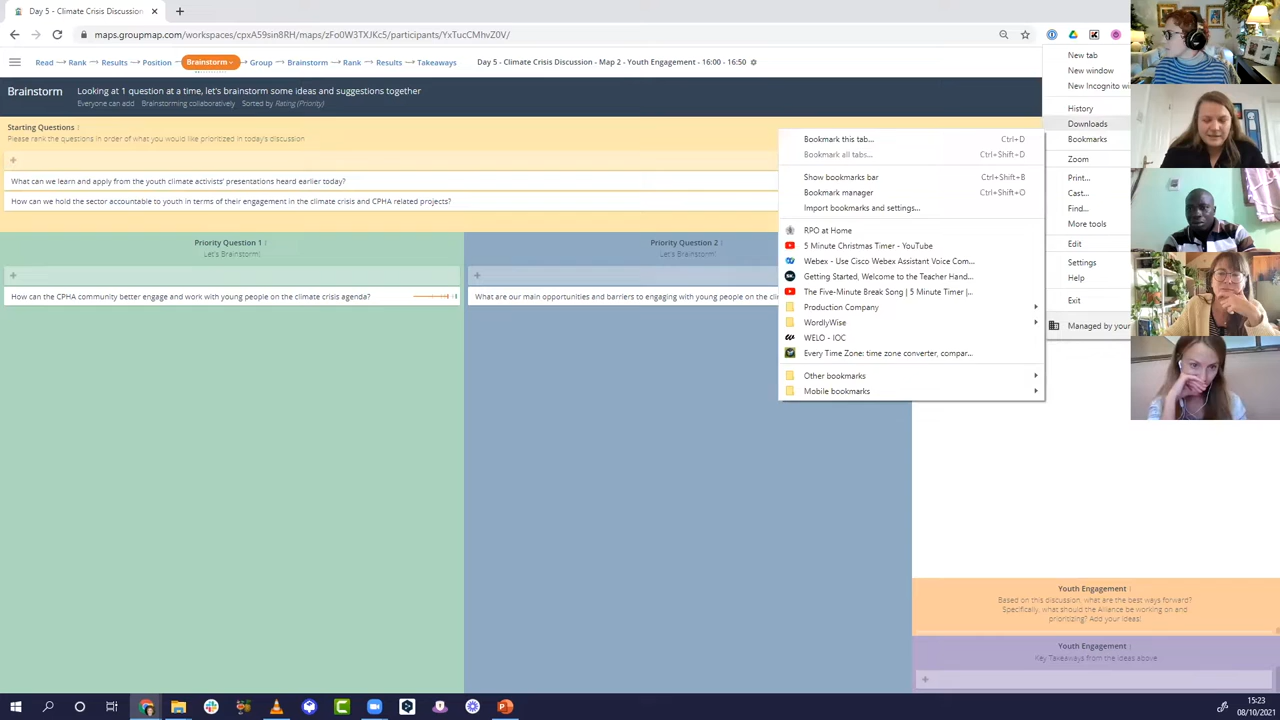 Day 5 - Climate Crisis Discussion
maps.groupmap.com/workspaces/cpxA59sin8RH/maps/zFo0W3TXJKc5/participants/YxTucCMhvZ0V/
Read
Rank
Results
Position
Brainstorm
Group
Brainstorm
Rank
Results
Takeaways
Day 5 - Climate Crisis Discussion - Map 2 - Youth Engagement - 16:00 - 16:50
Brainstorm
Looking at 1 question at a time, let's brainstorm some ideas and suggestions together
Everyone can add Brainstorming collaboratively Sorted by Rating (Priority)
Starting Questions
Please rank the questions in order of what you would like prioritized in today's discussion
What can we learn and apply from the youth climate activists' presentations heard earlier today?
How can we hold the sector accountable to youth in terms of their engagement in the climate crisis and CPHA related projects?
Priority Question 1
Let's Brainstorm!
How can the CPHA community better engage and work with young people on the climate crisis agenda?
Priority Question 2
Let's Brainstorm!
What are our main opportunities and barriers to engaging with young people on the
Bookmark this tab... Ctrl+D
Bookmark all tabs... Ctrl+Shift+D
Show bookmarks bar Ctrl+Shift+B
Bookmark manager Ctrl+Shift+O
Import bookmarks and settings...
RPO at Home
5 Minute Christmas Timer - YouTube
Webex - Use Cisco Webex Assistant Voice Com...
Getting Started, Welcome to the Teacher Hand...
The Five-Minute Break Song | 5 Minute Timer |...
Production Company
WordlyWise
WELO - IOC
Every Time Zone: time zone converter, compar...
Other bookmarks
Mobile bookmarks
New tab
New window
New Incognito wi
History
Downloads
Bookmarks
Zoom
Print...
Cast...
Find...
More tools
Edit
Settings
Help
Exit
Managed by your
Youth Engagement
Based on this discussion, what are the best ways forward?
Specifically, what should the Alliance be working on and
prioritizing? Add your ideas!
Youth Engagement
Key Takeaways from the ideas above
15:23
08/10/2021